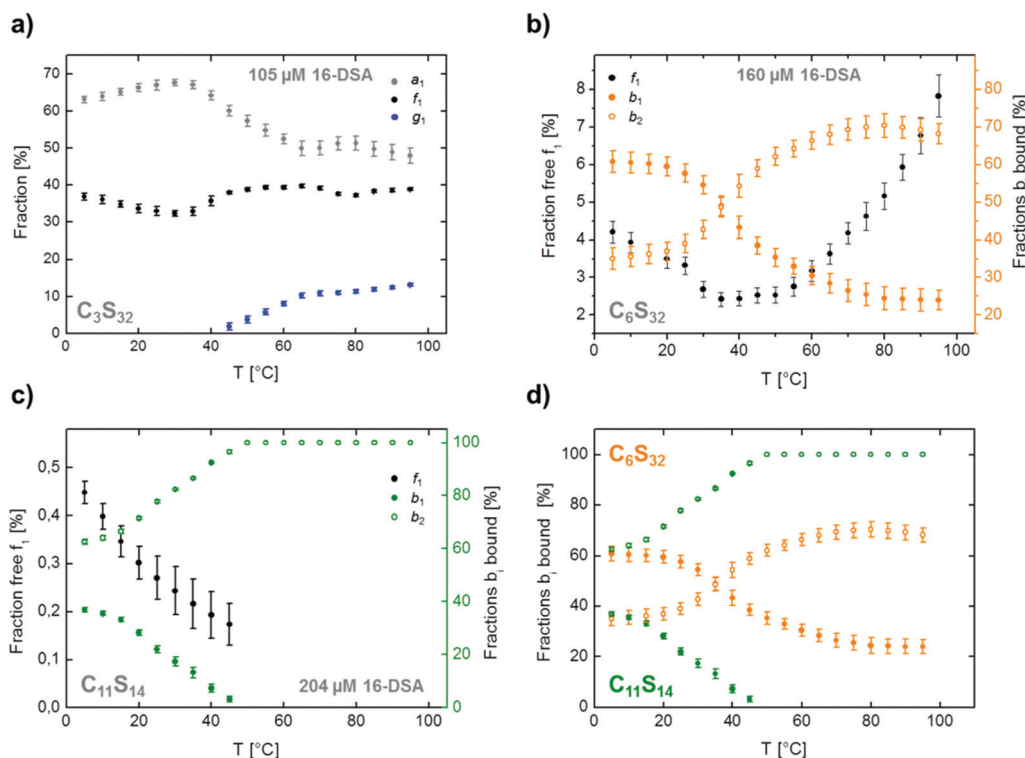 a)
105 µM 16-DSA
a₁
f₁
g₁
Fraction [%]
70
60
50
40
30
20
10
0
C₃S₃₂
0 20 40 60 80 100
T [°C]
b)
160 µM 16-DSA
f₁
b₁
b₂
Fraction free f₁ [%]
8
7
6
5
4
3
2
Fractions bᵢ bound [%]
80
70
60
50
40
30
20
C₆S₃₂
0 20 40 60 80 100
T [°C]
c)
f₁
b₁
b₂
Fraction free f₁ [%]
0,5
0,4
0,3
0,2
0,1
0,0
Fractions bᵢ bound [%]
100
80
60
40
20
0
C₁₁S₁₄
204 µM 16-DSA
0 20 40 60 80 100
T [°C]
d)
C₆S₃₂
Fractions bᵢ bound [%]
100
80
60
40
20
0
C₁₁S₁₄
0 20 40 60 80 100
T [°C]